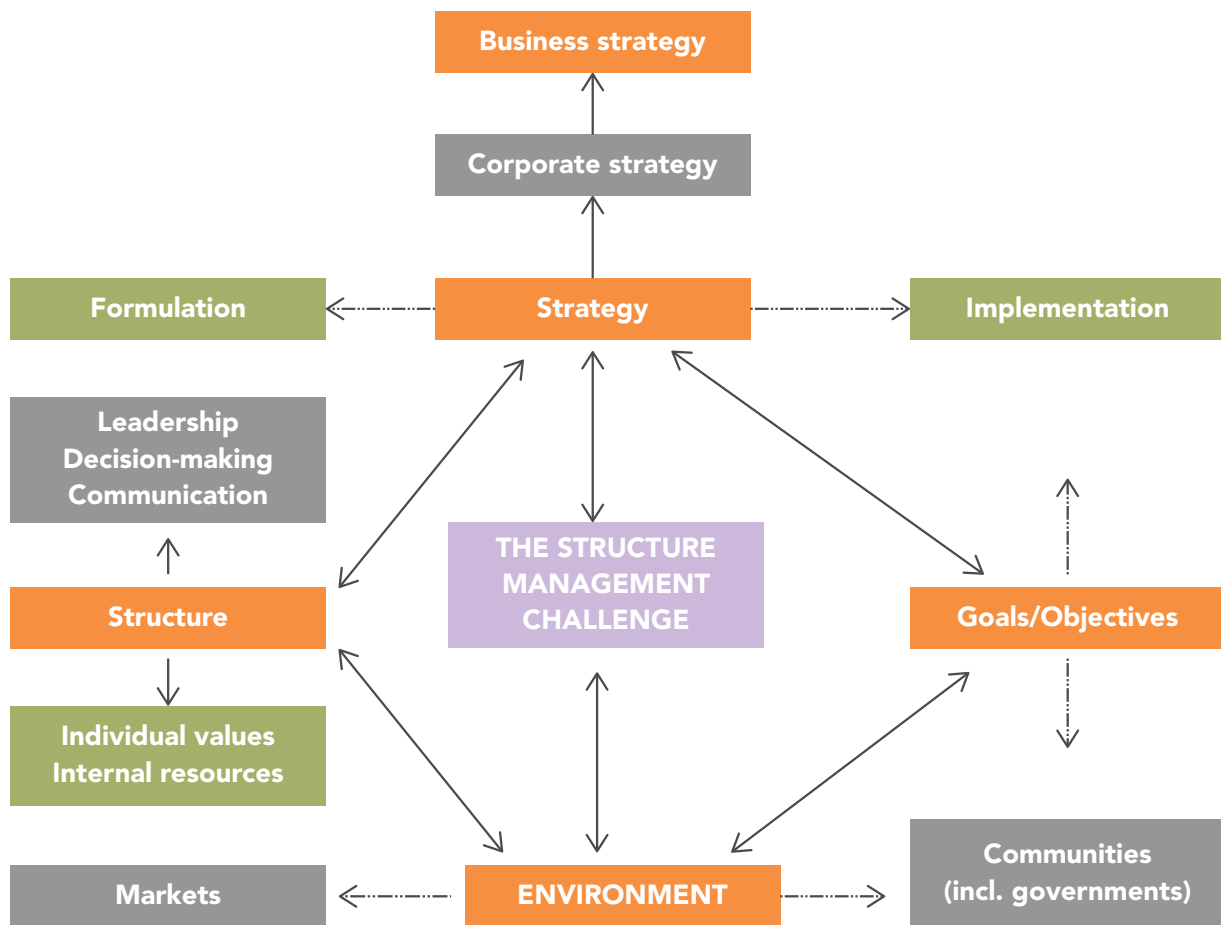 Business strategy
Corporate strategy
Formulation
Strategy
Implementation
Leadership
Decision-making
Communication
THE STRUCTURE
MANAGEMENT
CHALLENGE
Structure
Goals/Objectives
Individual values
Internal resources
Markets
ENVIRONMENT
Communities
(incl. governments)